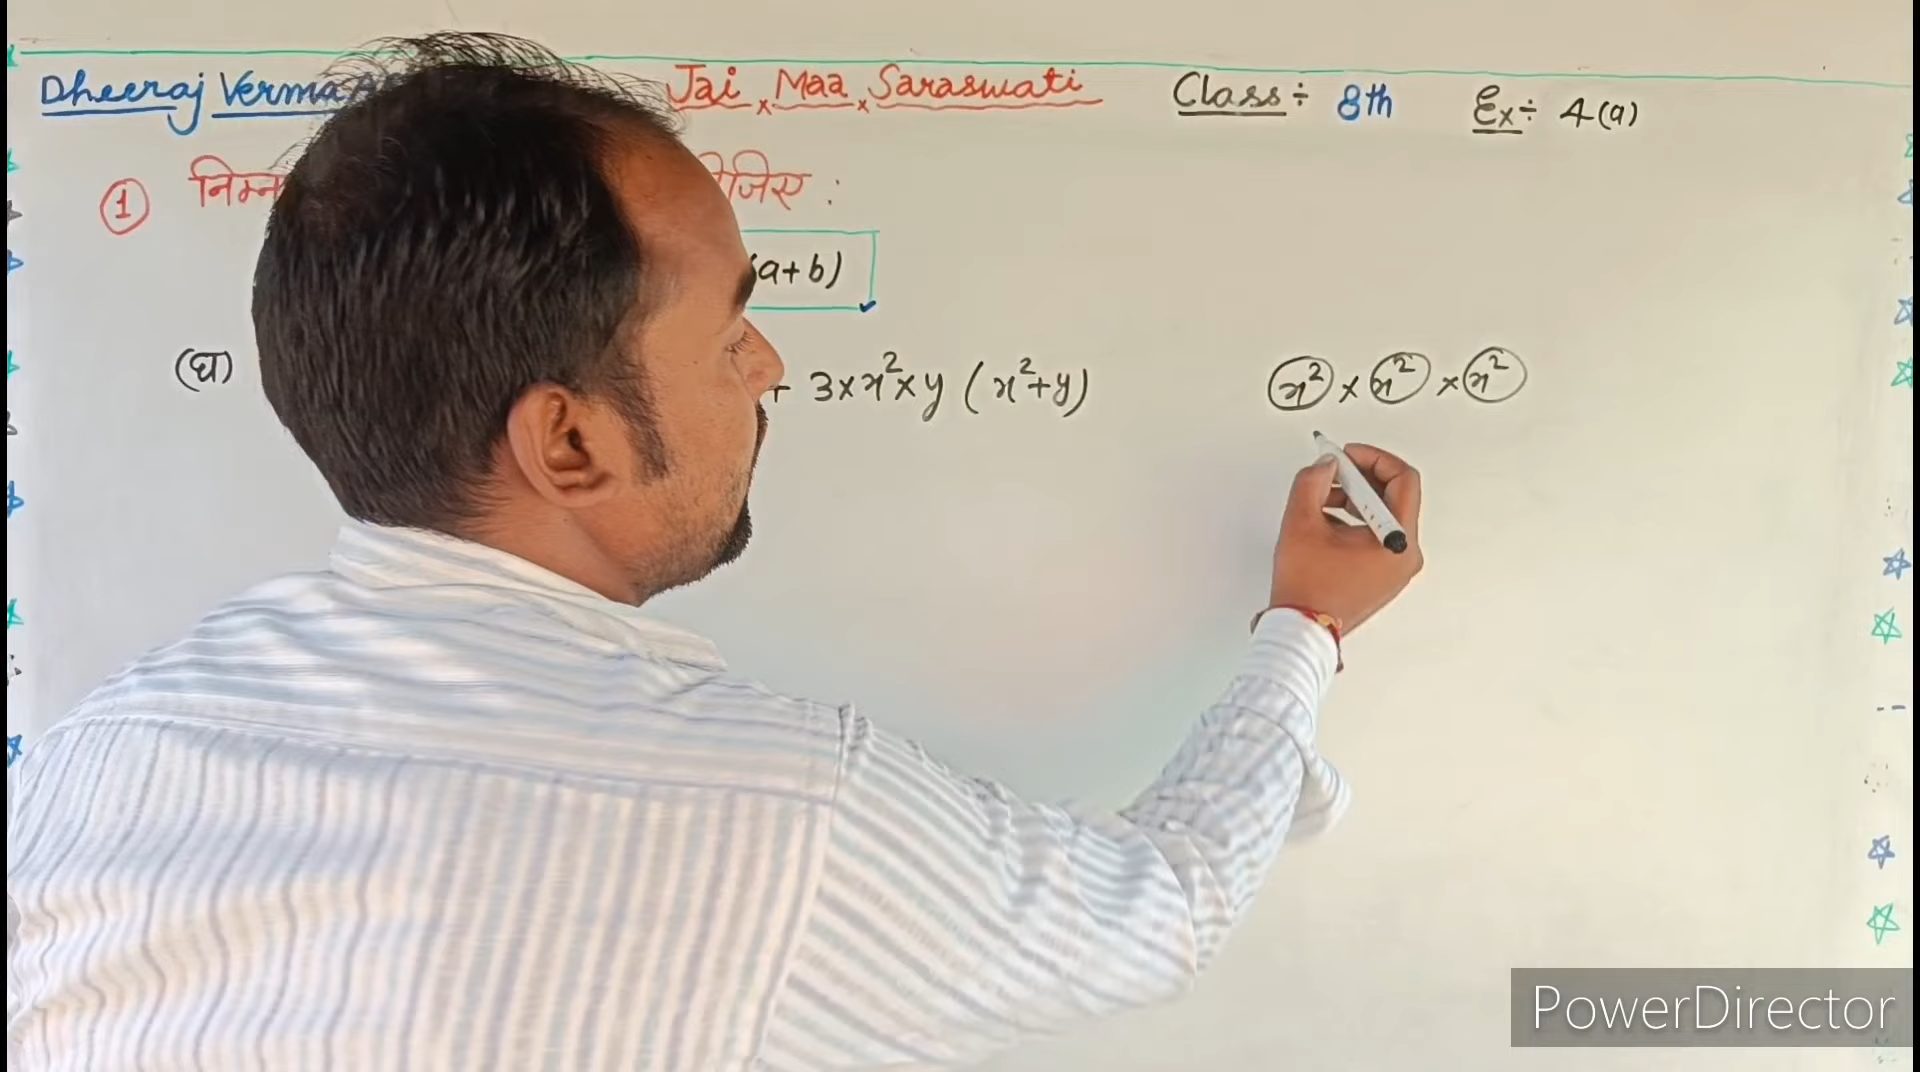 Dheeraj Verma Jai × Maa × Saraswati Class ÷ 8th Ex ÷ 4(a)
① : 
a+b)
(घ) + 3×x²×y (x²+y) x² × x² × x²
PowerDirector